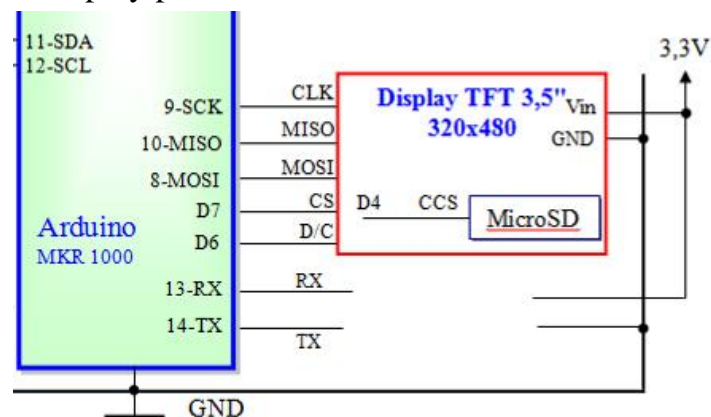 11-SDA
12-SCL
3,3V
9-SCK
CLK
Display TFT 3,5"
Vin
320x480
GND
10-MISO
MISO
8-MOSI
MOSI
D7
CS
D4
CCS
MicroSD
Arduino
MKR 1000
D6
D/C
13-RX
RX
14-TX
TX
GND